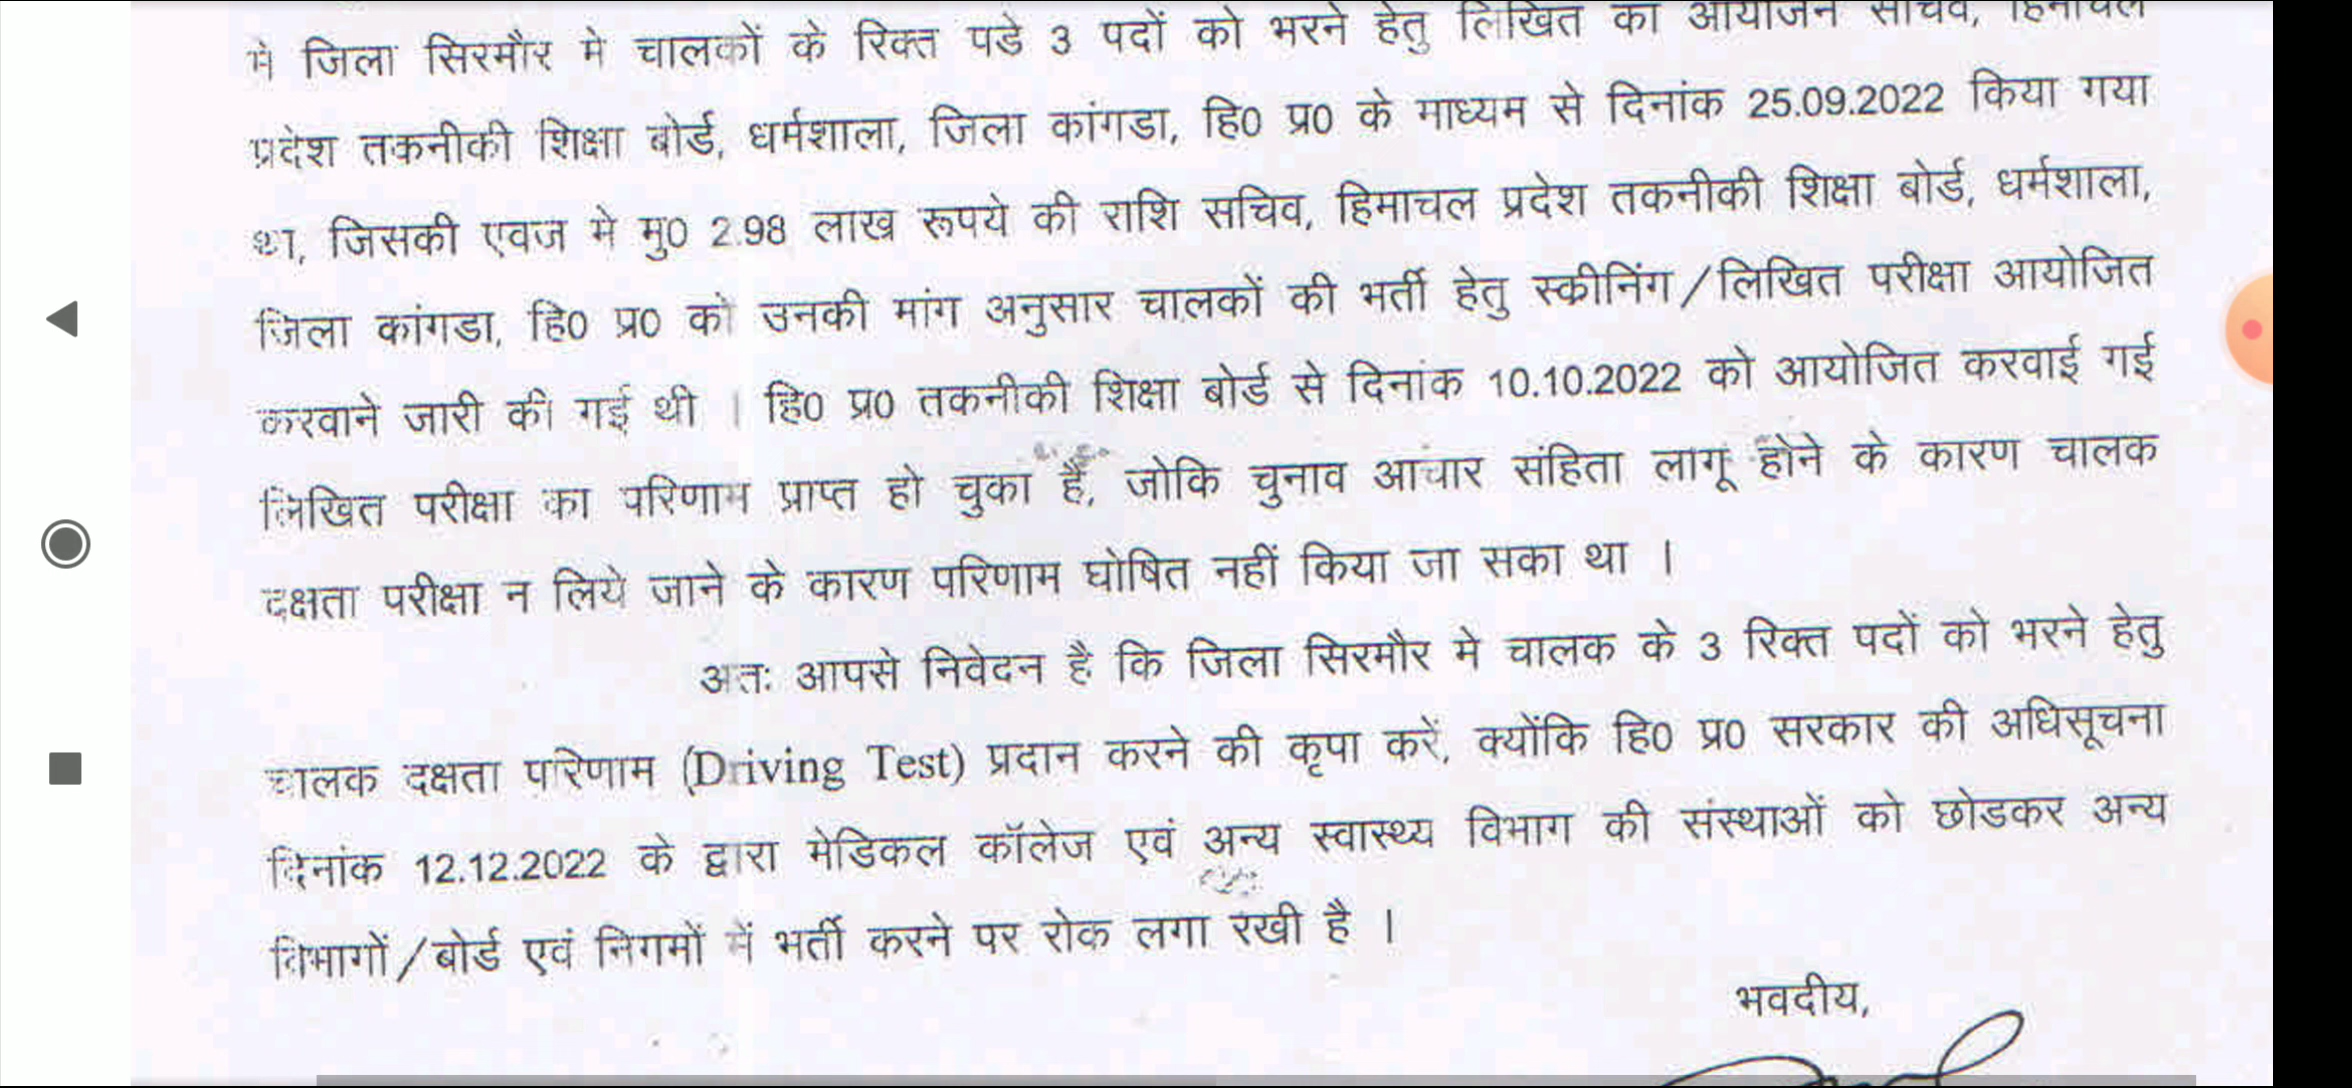 मे जिला सिरमौर मे चालकों के रिक्त पडे 3 पदों को भरने हेतु लिखित का आयोजन सचिव, हिमाचल
प्रदेश तकनीकी शिक्षा बोर्ड, धर्मशाला, जिला कांगडा, हि0 प्र0 के माध्यम से दिनांक 25.09.2022 किया गया
था, जिसकी एवज मे मु0 2.98 लाख रूपये की राशि सचिव, हिमाचल प्रदेश तकनीकी शिक्षा बोर्ड, धर्मशाला,
जिला कांगडा, हि0 प्र0 को उनकी मांग अनुसार चालकों की भर्ती हेतु स्कीनिंग/लिखित परीक्षा आयोजित
करवाने जारी की गई थी । हि0 प्र0 तकनीकी शिक्षा बोर्ड से दिनांक 10.10.2022 को आयोजित करवाई गई
लिखित परीक्षा का परिणाम प्राप्त हो चुका है, जोकि चुनाव आचार संहिता लागू होने के कारण चालक
दक्षता परीक्षा न लिये जाने के कारण परिणाम घोषित नहीं किया जा सका था ।
अतः आपसे निवेदन है कि जिला सिरमौर मे चालक के 3 रिक्त पदों को भरने हेतु
चालक दक्षता परिणाम (Driving Test) प्रदान करने की कृपा करें, क्योंकि हि0 प्र0 सरकार की अधिसूचना
दिनांक 12.12.2022 के द्वारा मेडिकल कॉलेज एवं अन्य स्वास्थ्य विभाग की संस्थाओं को छोडकर अन्य
विभागों/बोर्ड एवं निगमों में भर्ती करने पर रोक लगा रखी है ।
भवदीय,